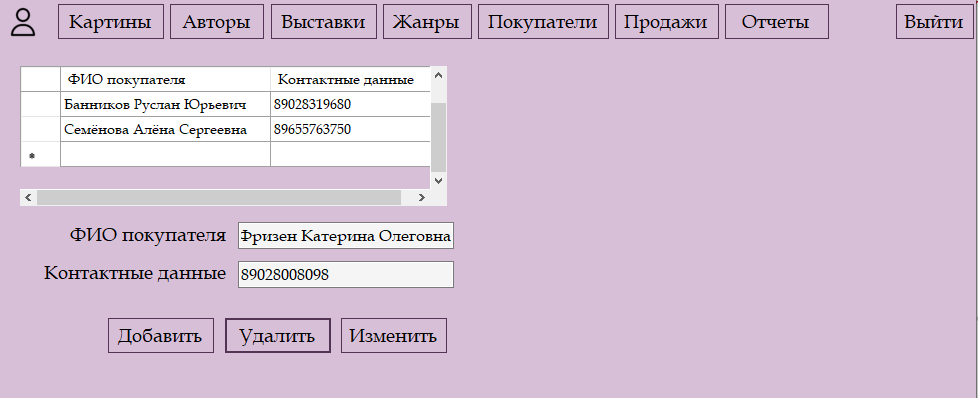 Картины Авторы Выставки Жанры Покупатели Продажи Отчеты Выйти
ФИО покупателя Контактные данные
Банников Руслан Юрьевич 89028319680
Семёнова Алёна Сергеевна 89655763750
*
ФИО покупателя Фризен Катерина Олеговна
Контактные данные 89028008098
Добавить Удалить Изменить